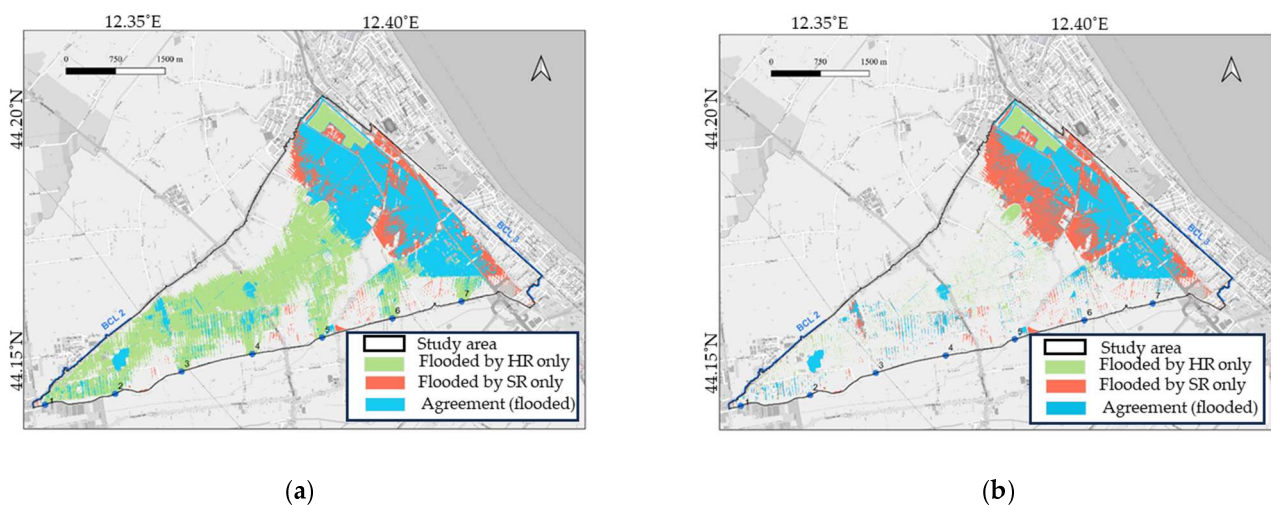 12.35°E 12.40°E
0 750 1500 m
44.20°N
BCL 3
BCL 2
44.15°N
1 2 3 4 5 6 7
Study area
Flooded by HR only
Flooded by SR only
Agreement (flooded)
(a)
12.35°E 12.40°E
0 750 1500 m
44.20°N
BCL 3
BCL 2
44.15°N
1 2 3 4 5 6 7
Study area
Flooded by HR only
Flooded by SR only
Agreement (flooded)
(b)